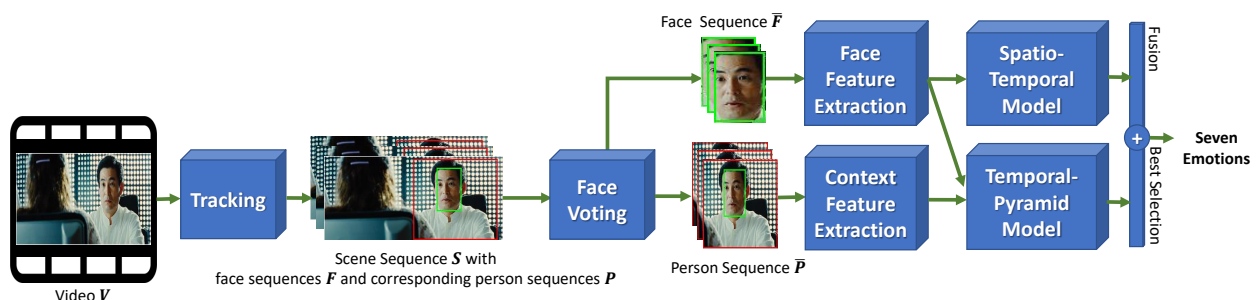 Video V
Tracking
Scene Sequence S with
face sequences F and corresponding person sequences P
Face
Voting
Face Sequence F̅
Person Sequence P̅
Face
Feature
Extraction
Context
Feature
Extraction
Spatio-
Temporal
Model
Temporal-
Pyramid
Model
Fusion
+
Best Selection
Seven
Emotions